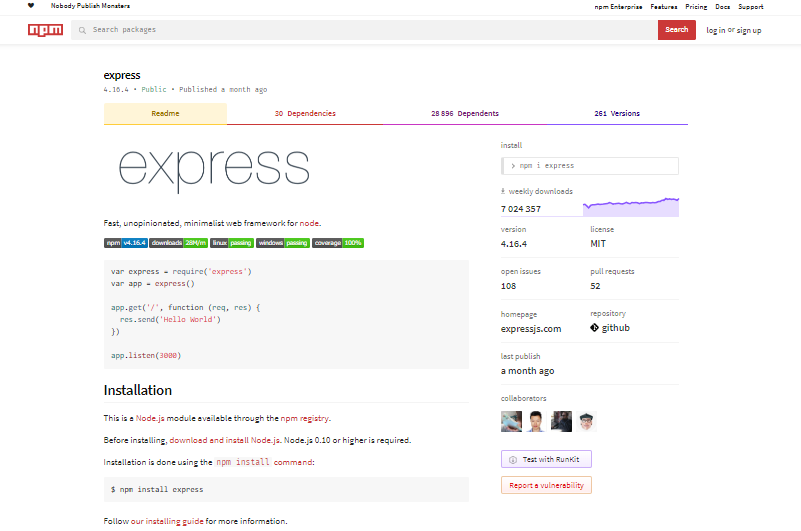 Nobody Publish Monsters
npm Enterprise Features Pricing Docs Support
npm Search packages Search log in or sign up
express
4.16.4 • Public • Published a month ago
Readme 30 Dependencies 28 896 Dependents 261 Versions
express
Fast, unopinionated, minimalist web framework for node.
npm v4.16.4 downloads 28M/m linux passing windows passing coverage 100%
var express = require('express')
var app = express()
app.get('/', function (req, res) {
res.send('Hello World')
})
app.listen(3000)
Installation
This is a Node.js module available through the npm registry.
Before installing, download and install Node.js. Node.js 0.10 or higher is required.
Installation is done using the npm install command:
$ npm install express
Follow our installing guide for more information.
install
> npm i express
weekly downloads
7 024 357
version license
4.16.4 MIT
open issues pull requests
108 52
homepage repository
expressjs.com github
last publish
a month ago
collaborators
Test with RunKit
Report a vulnerability